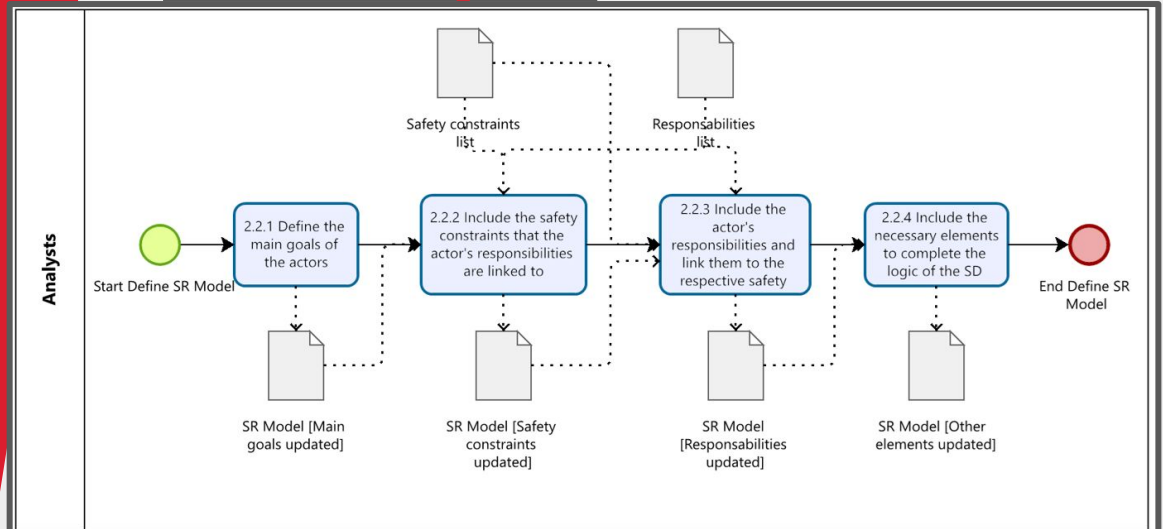 Analysts
Safety constraints
list
Responsabilities
list
Start Define SR Model
2.2.1 Define the
main goals of
the actors
2.2.2 Include the safety
constraints that the
actor's responsibilities
are linked to
2.2.3 Include the
actor's
responsibilities and
link them to the
respective safety
2.2.4 Include the
necessary elements
to complete the
logic of the SD
End Define SR
Model
SR Model [Main
goals updated]
SR Model [Safety
constraints
updated]
SR Model
[Responsabilities
updated]
SR Model [Other
elements updated]